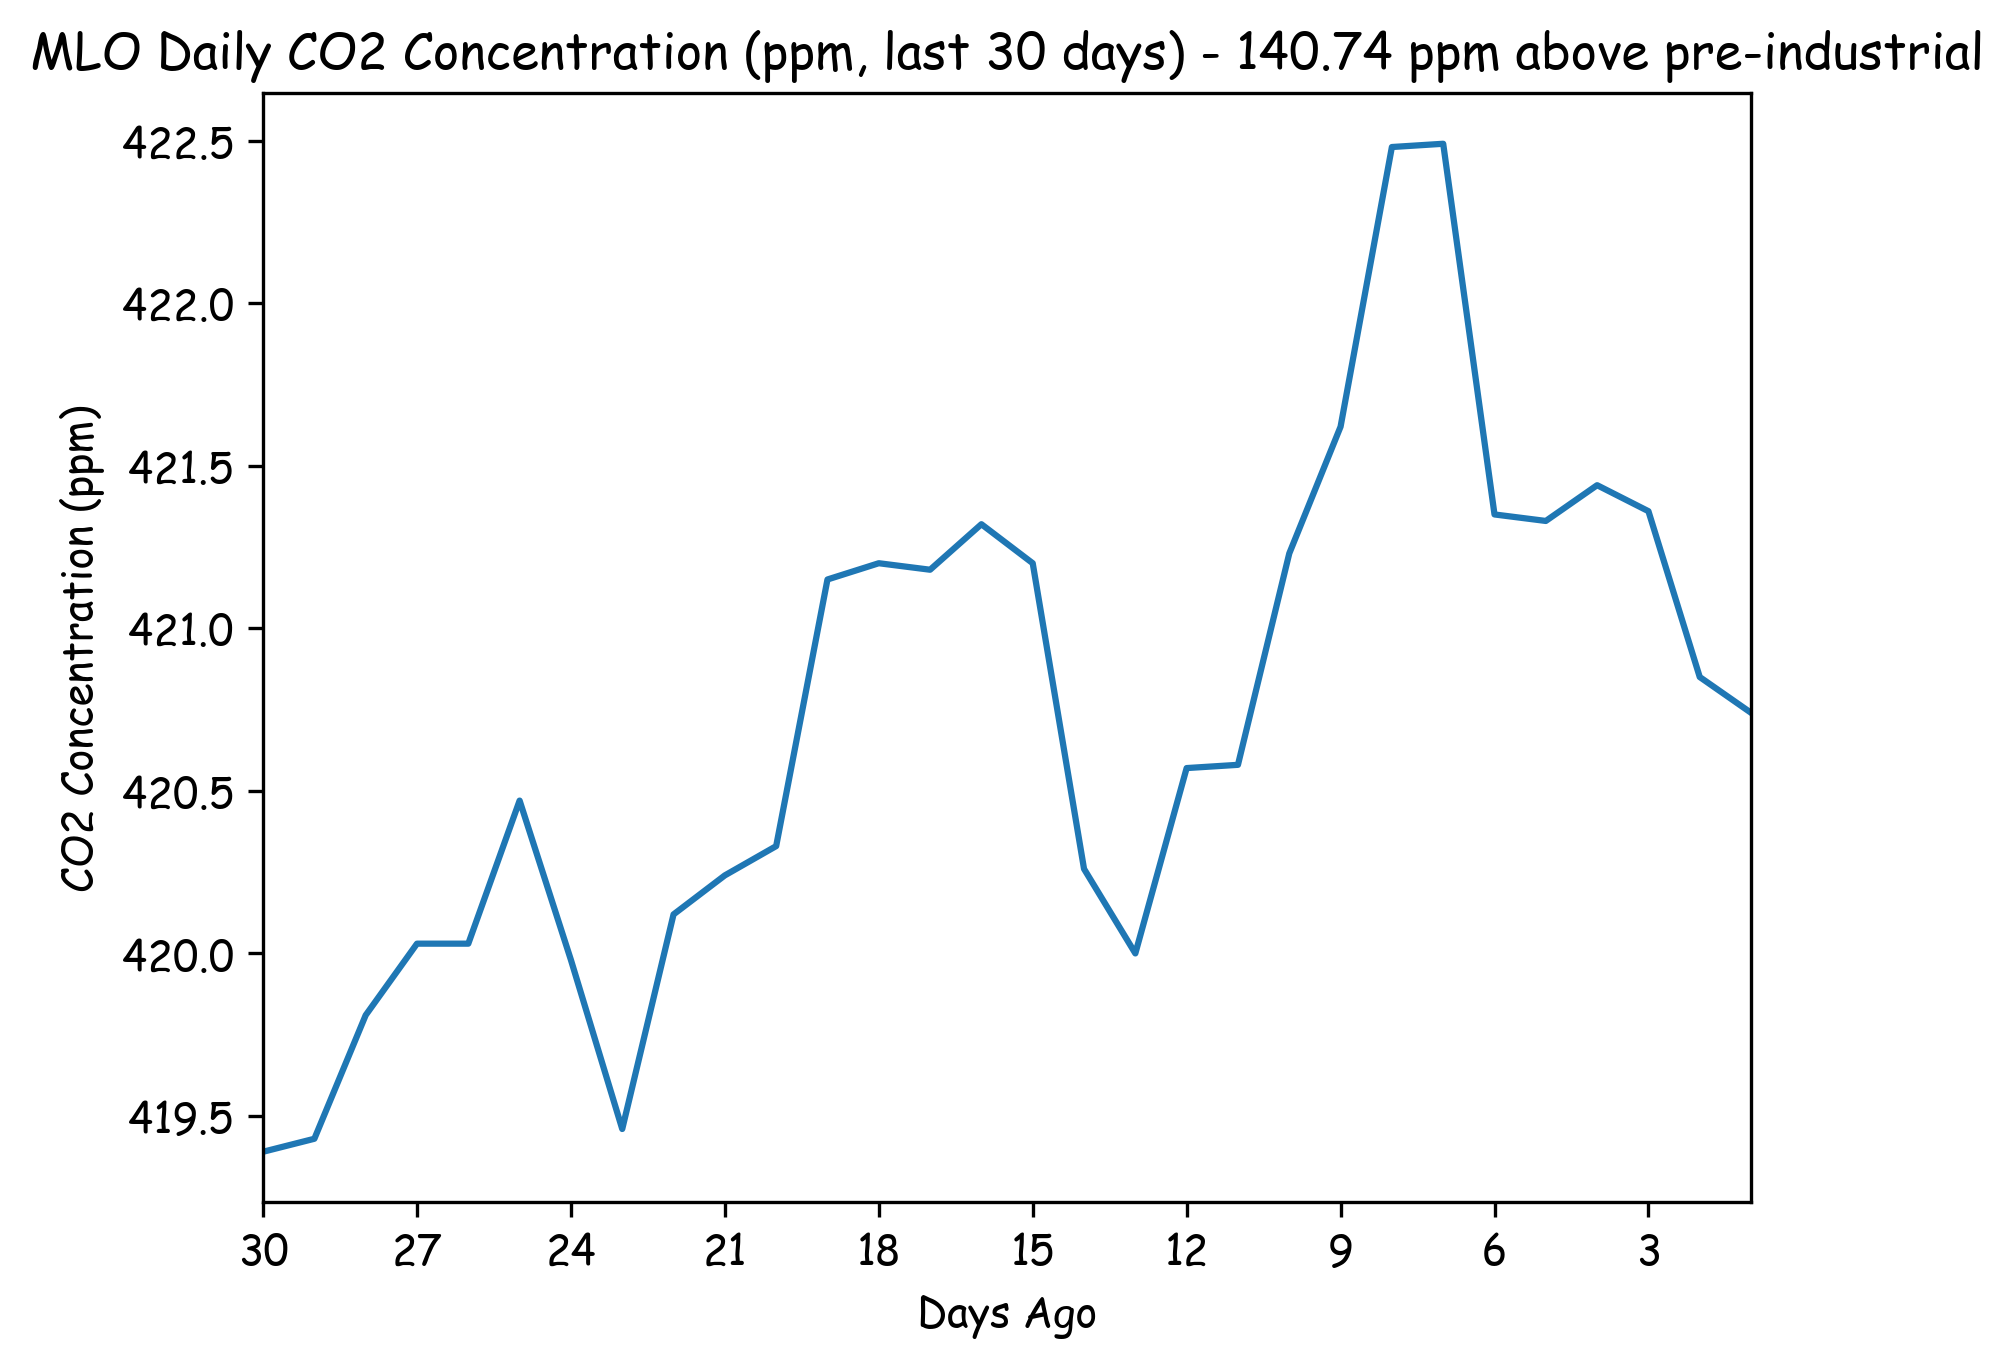 MLO Daily CO2 Concentration (ppm, last 30 days) - 140.74 ppm above pre-industrial
422.5
422.0
421.5
421.0
420.5
420.0
419.5
CO2 Concentration (ppm)
30 27 24 21 18 15 12 9 6 3
Days Ago